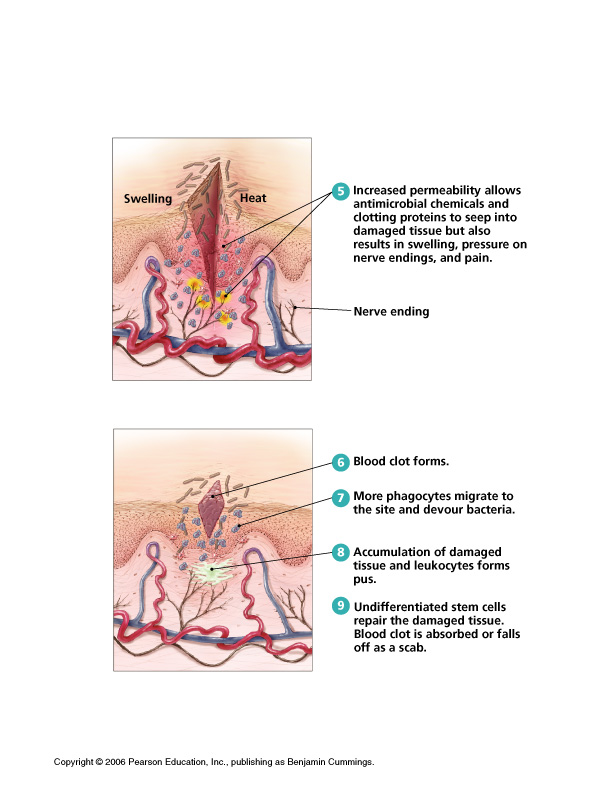 Swelling
Heat
5 Increased permeability allows
antimicrobial chemicals and
clotting proteins to seep into
damaged tissue but also
results in swelling, pressure on
nerve endings, and pain.
Nerve ending
6 Blood clot forms.
7 More phagocytes migrate to
the site and devour bacteria.
8 Accumulation of damaged
tissue and leukocytes forms
pus.
9 Undifferentiated stem cells
repair the damaged tissue.
Blood clot is absorbed or falls
off as a scab.
Copyright © 2006 Pearson Education, Inc., publishing as Benjamin Cummings.